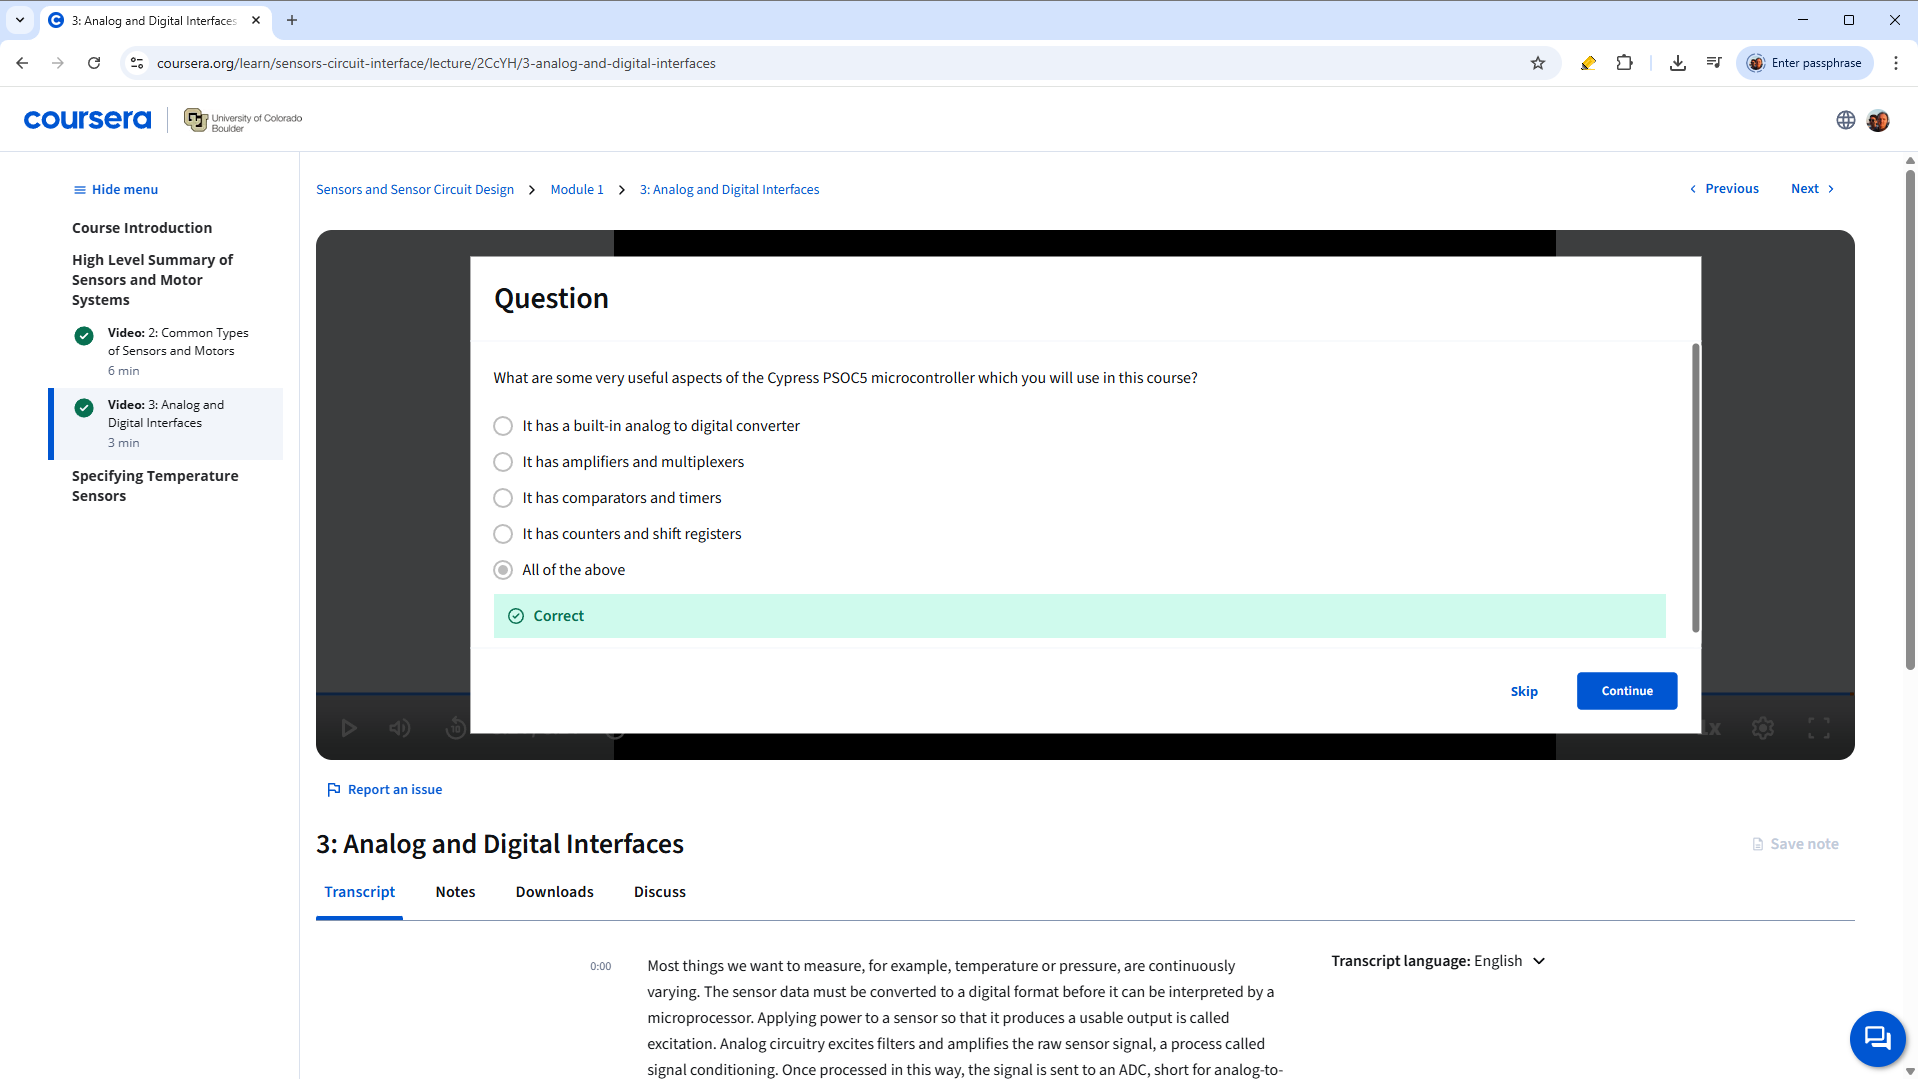 3: Analog and Digital Interfaces
coursera.org/learn/sensors-circuit-interface/lecture/2CcYH/3-analog-and-digital-interfaces
Enter passphrase
coursera
University of Colorado
Boulder
Hide menu
Course Introduction
High Level Summary of
Sensors and Motor
Systems
Video: 2: Common Types
of Sensors and Motors
6 min
Video: 3: Analog and
Digital Interfaces
3 min
Specifying Temperature
Sensors
Sensors and Sensor Circuit Design
Module 1
3: Analog and Digital Interfaces
Previous
Next
Question
What are some very useful aspects of the Cypress PSOC5 microcontroller which you will use in this course?
It has a built-in analog to digital converter
It has amplifiers and multiplexers
It has comparators and timers
It has counters and shift registers
All of the above
Correct
Skip
Continue
10
x
Report an issue
3: Analog and Digital Interfaces
Save note
Transcript
Notes
Downloads
Discuss
0:00
Most things we want to measure, for example, temperature or pressure, are continuously
varying. The sensor data must be converted to a digital format before it can be interpreted by a
microprocessor. Applying power to a sensor so that it produces a usable output is called
excitation. Analog circuitry excites filters and amplifies the raw sensor signal, a process called
signal conditioning. Once processed in this way, the signal is sent to an ADC, short for analog-to-
Transcript language: English